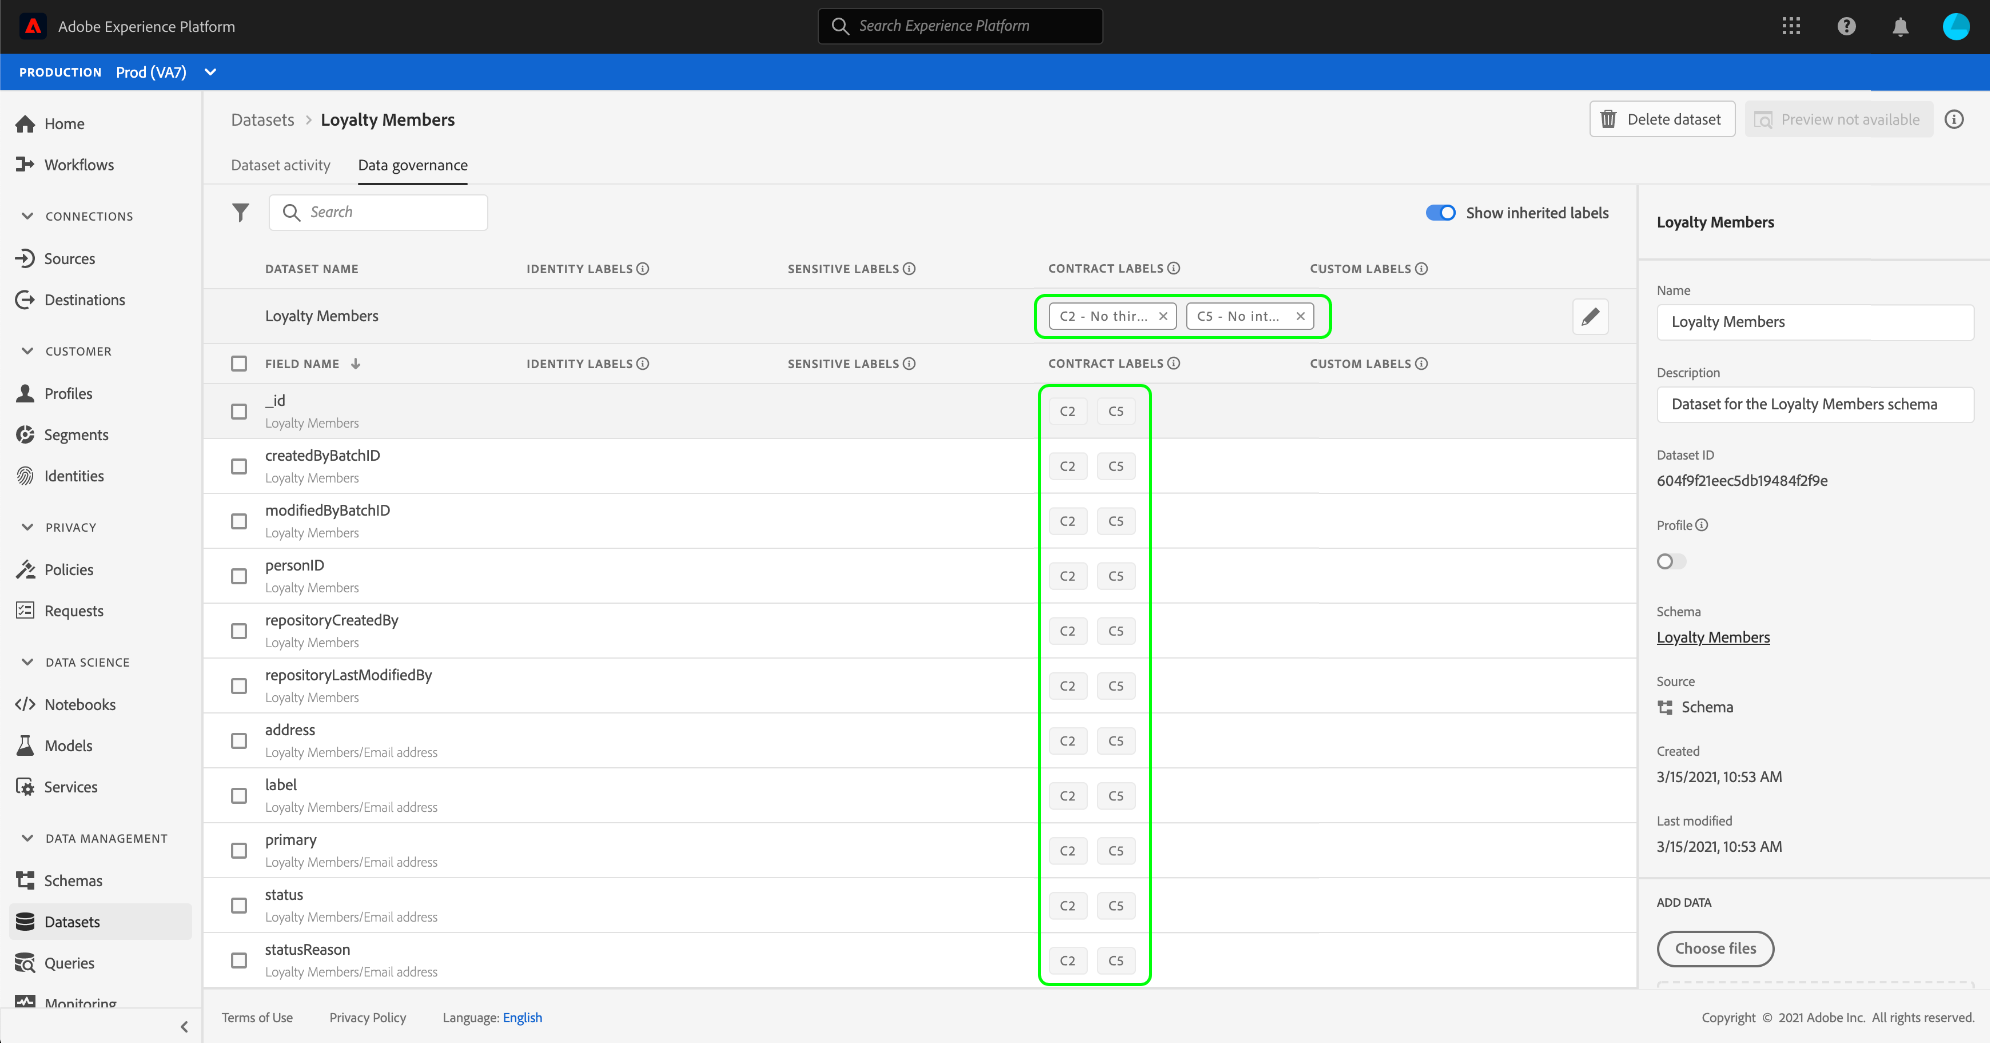 Adobe Experience Platform
Search Experience Platform
PRODUCTION Prod (VA7)
Home
Workflows
CONNECTIONS
Sources
Destinations
CUSTOMER
Profiles
Segments
Identities
PRIVACY
Policies
Requests
DATA SCIENCE
Notebooks
Models
Services
DATA MANAGEMENT
Schemas
Datasets
Queries
Monitoring
Datasets > Loyalty Members
Delete dataset
Preview not available
Dataset activity Data governance
Search
Show inherited labels
DATASET NAME IDENTITY LABELS SENSITIVE LABELS CONTRACT LABELS CUSTOM LABELS
Loyalty Members C2 - No thir... C5 - No int...
FIELD NAME IDENTITY LABELS SENSITIVE LABELS CONTRACT LABELS CUSTOM LABELS
_id C2 C5
Loyalty Members
createdByBatchID C2 C5
Loyalty Members
modifiedByBatchID C2 C5
Loyalty Members
personID C2 C5
Loyalty Members
repositoryCreatedBy C2 C5
Loyalty Members
repositoryLastModifiedBy C2 C5
Loyalty Members
address C2 C5
Loyalty Members/Email address
label C2 C5
Loyalty Members/Email address
primary C2 C5
Loyalty Members/Email address
status C2 C5
Loyalty Members/Email address
statusReason C2 C5
Loyalty Members/Email address
Loyalty Members
Name
Loyalty Members
Description
Dataset for the Loyalty Members schema
Dataset ID
604f9f21eec5db19484f2f9e
Profile
Schema
Loyalty Members
Source
Schema
Created
3/15/2021, 10:53 AM
Last modified
3/15/2021, 10:53 AM
ADD DATA
Choose files
Terms of Use Privacy Policy Language: English
Copyright © 2021 Adobe Inc. All rights reserved.